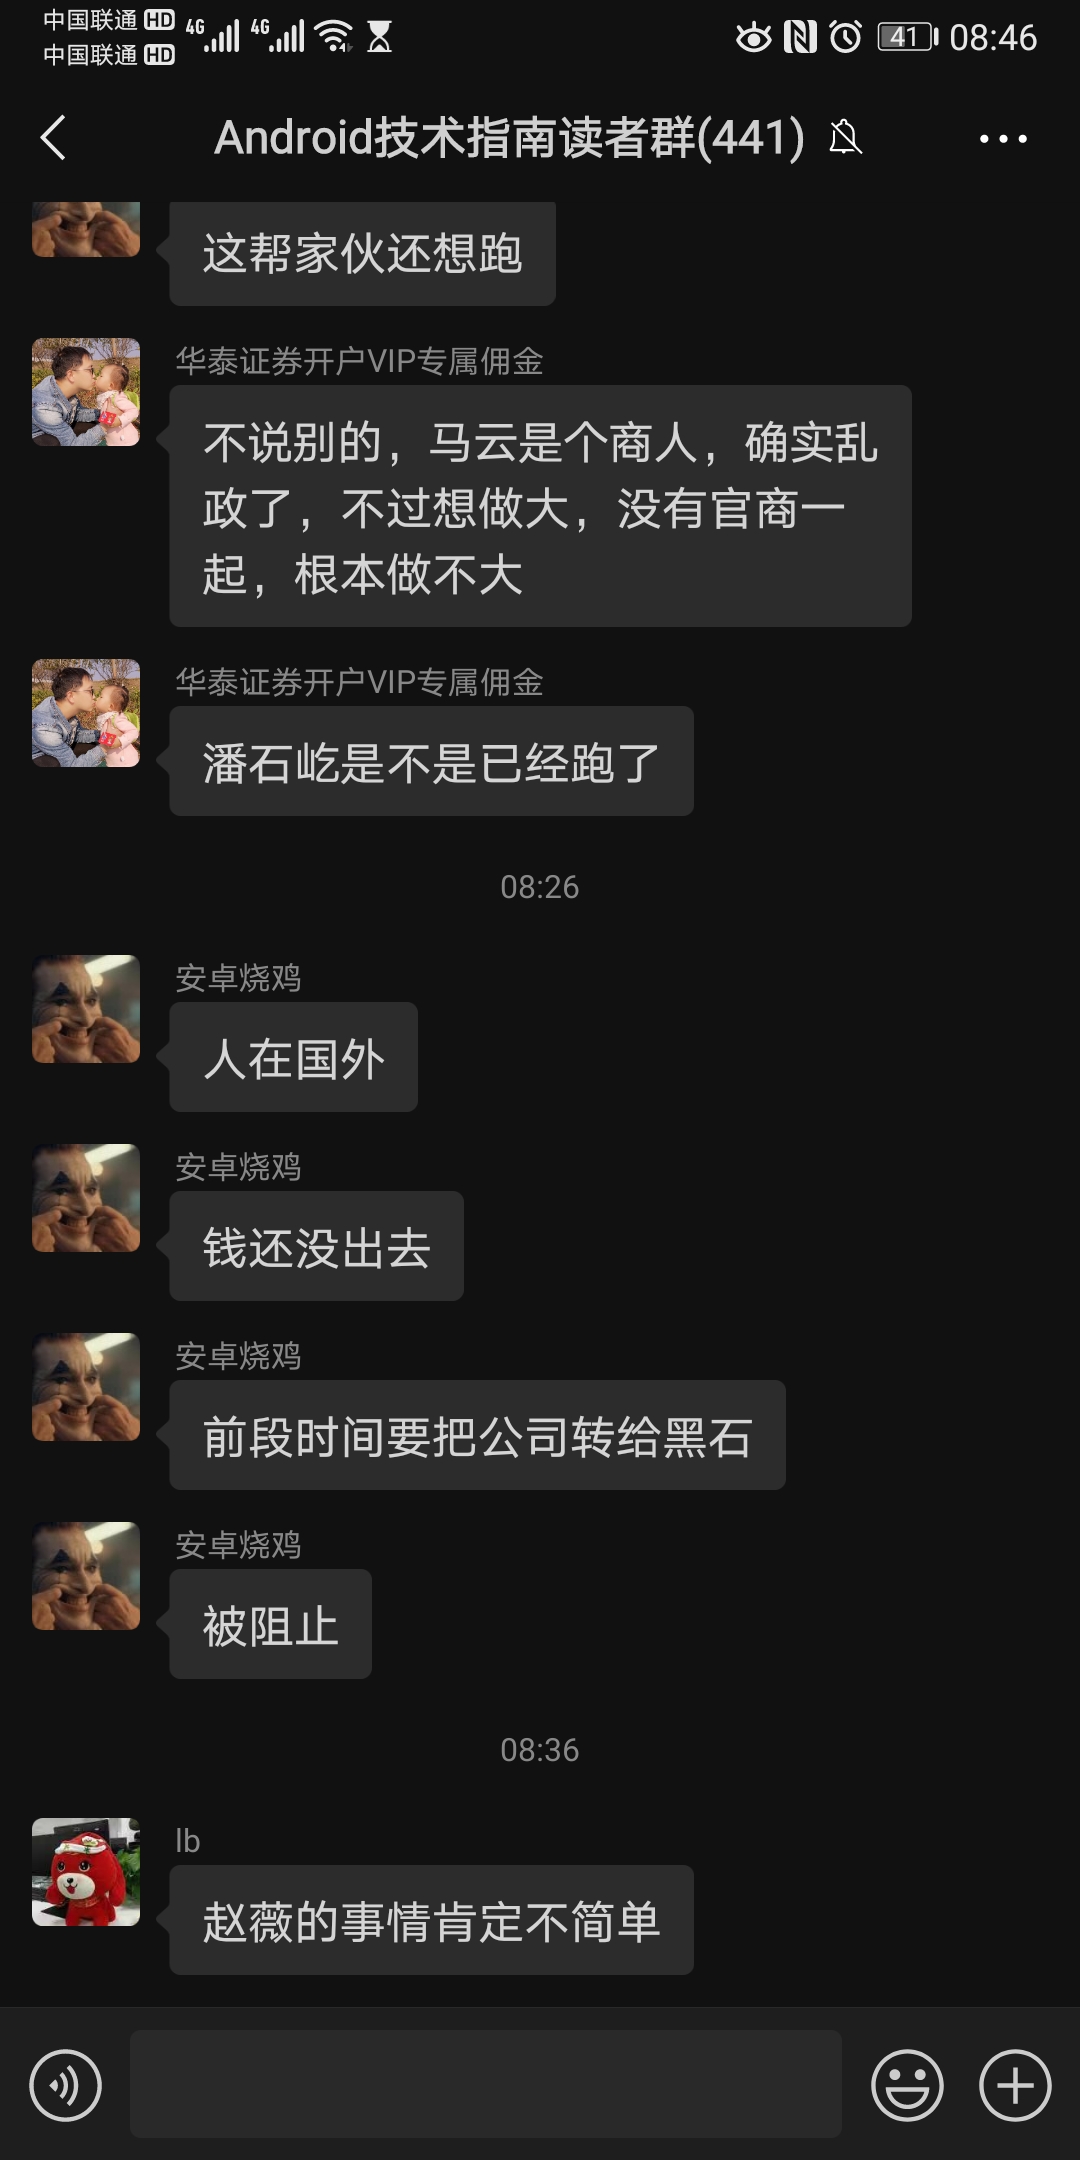 中国联通 HD 4G 4G 41 08:46
中国联通 HD
Android技术指南读者群(441)
这帮家伙还想跑
华泰证券开户VIP专属佣金
不说别的，马云是个商人，确实乱
政了，不过想做大，没有官商一
起，根本做不大
华泰证券开户VIP专属佣金
潘石屹是不是已经跑了
08:26
安卓烧鸡
人在国外
安卓烧鸡
钱还没出去
安卓烧鸡
前段时间要把公司转给黑石
安卓烧鸡
被阻止
08:36
lb
赵薇的事情肯定不简单